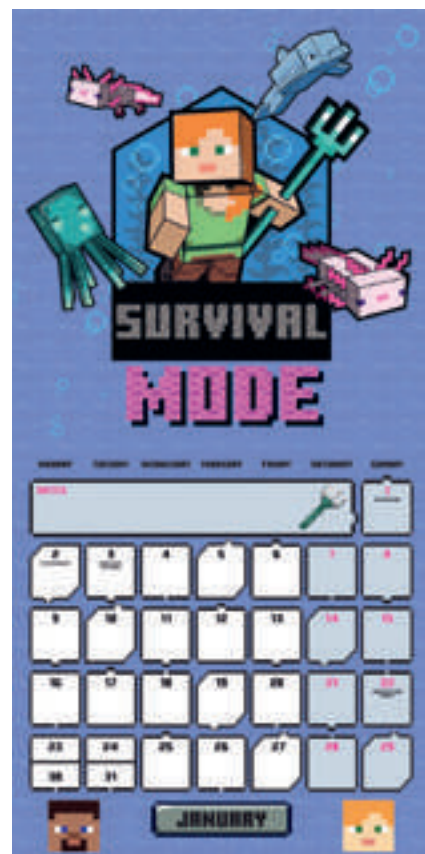 SURVIVAL
MODE
MONDAY TUESDAY WEDNESDAY THURSDAY FRIDAY SATURDAY SUNDAY
NOTES 1
2 3 4 5 6 7 8
9 10 11 12 13 14 15
16 17 18 19 20 21 22
23 24 25 26 27 28 29
30 31
JANUARY